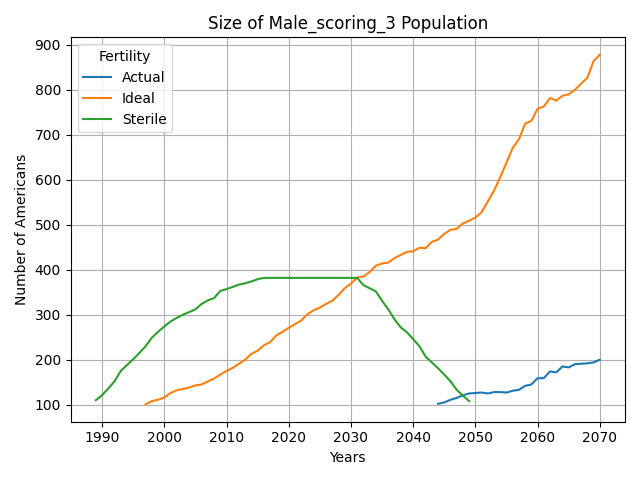 Size of Male_scoring_3 Population
Fertility
Actual
Ideal
Sterile
Number of Americans
900
800
700
600
500
400
300
200
100
1990 2000 2010 2020 2030 2040 2050 2060 2070
Years